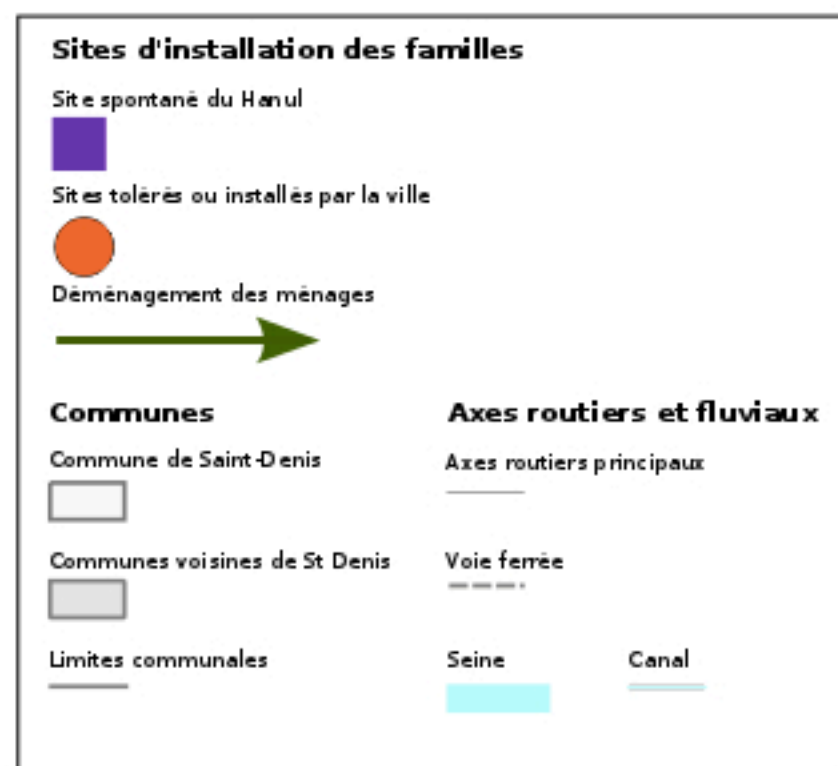 Sites d'installation des familles
Site spontané du Hanul
Sites tolérés ou installés par la ville
Déménagement des ménages
Communes
Commune de Saint-Denis
Communes voisines de St Denis
Limites communales
Axes routiers et fluviaux
Axes routiers principaux
Voie ferrée
Seine
Canal